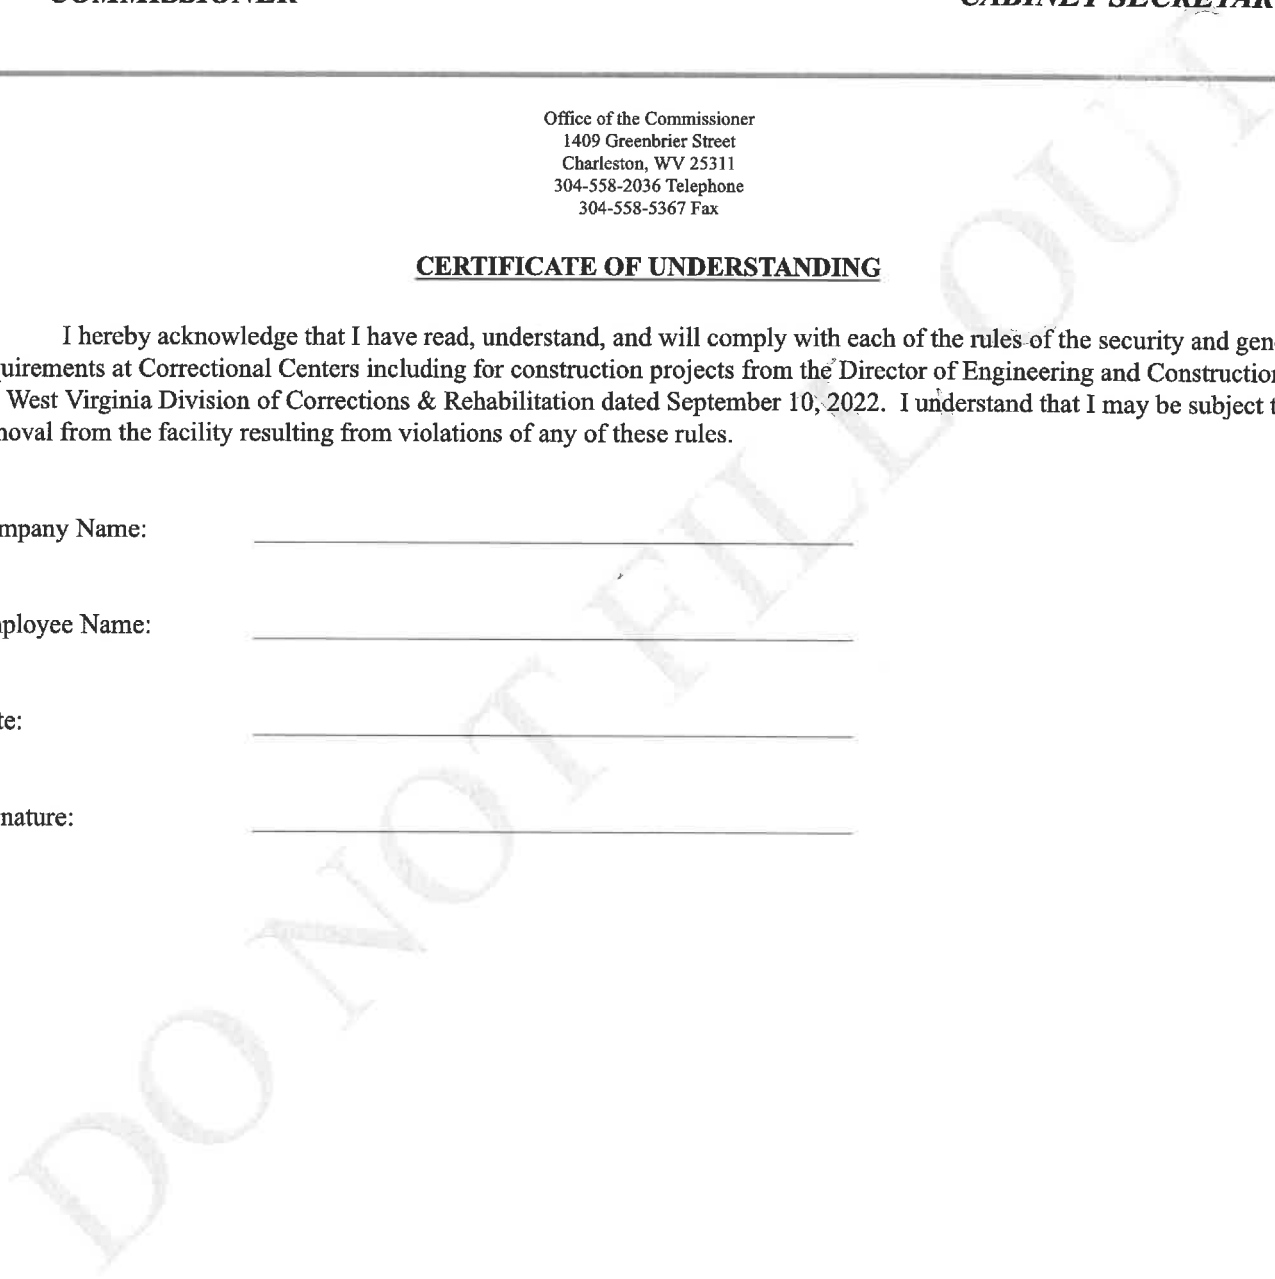 COMMISSIONER
CABINET SECRETAR
Office of the Commissioner
1409 Greenbrier Street
Charleston, WV 25311
304-558-2036 Telephone
304-558-5367 Fax
CERTIFICATE OF UNDERSTANDING
I hereby acknowledge that I have read, understand, and will comply with each of the rules of the security and gen
uirements at Correctional Centers including for construction projects from the Director of Engineering and Construction
West Virginia Division of Corrections & Rehabilitation dated September 10, 2022. I understand that I may be subject t
noval from the facility resulting from violations of any of these rules.
mpany Name:
ployee Name:
te:
nature:
DO NOT FILL OUT